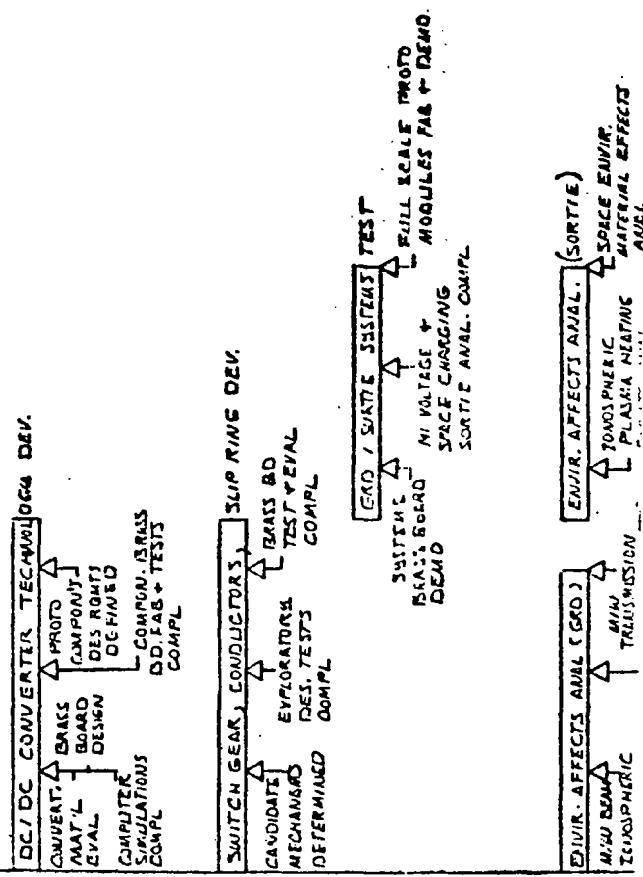 DC/DC CONVERTER TECHNOLOGY DEV.
CONVERT.
MAT'L
EVAL
BRASS
BOARD
DESIGN
COMPUTER
SIMULATIONS
COMPL
PROTO
COMPON'T
DES RQMTS
DEFINED
COMPON. BRASS
BD. FAB + TESTS
COMPL
SWITCH GEAR, CONDUCTORS, SLIP RING DEV.
CANDIDATE
DETERMINED
EXPLORATORY
DES. TESTS
COMPL
BRASS BD
TEST + EVAL
COMPL
GRD / SORTIE SYSTEMS TEST
SYSTEMS
BRASS BOARD
DEMO
HI VOLTAGE +
SPACE CHARGING
SORTIE ANAL. COMPL
FULL SCALE PROTO
MODULES FAB + DEMO.
ENVIR. AFFECTS ANAL (GRD)
M/W BEAM
IONOSPHERIC
M/W
TRANSMISSION
ENVIR. AFFECTS ANAL. (SORTIE)
IONOSPHERIC
PLASMA HEATING
SPACE ENVIR.
MATERIAL EFFECTS
ANAL